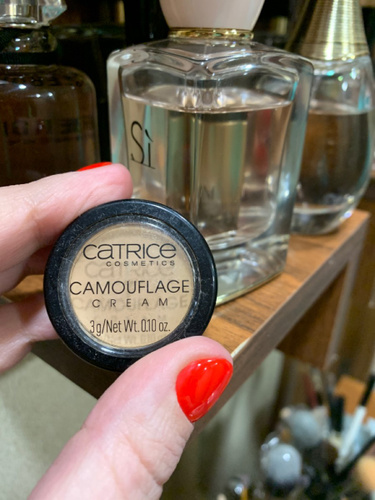 Sì
CATRICE
COSMETICS
CAMOUFLAGE
CREAM
3g/Net Wt. 0.10 oz.